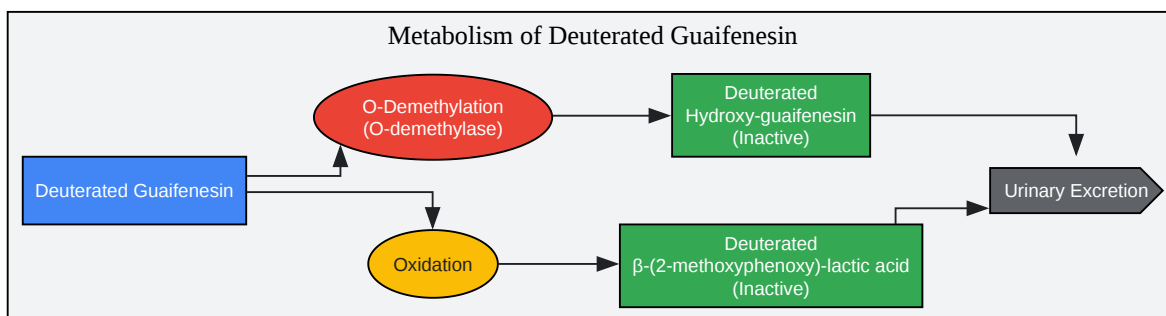 Metabolism of Deuterated Guaifenesin
O-Demethylation
(O-demethylase)
Deuterated
Hydroxy-guaifenesin
(Inactive)
Deuterated Guaifenesin
Urinary Excretion
Oxidation
Deuterated
β-(2-methoxyphenoxy)-lactic acid
(Inactive)